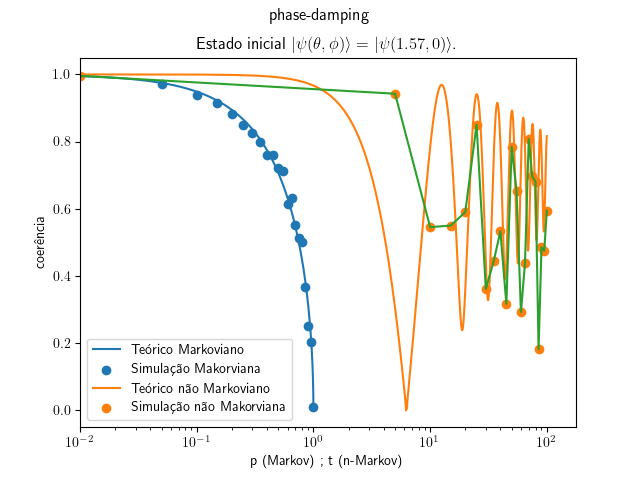 phase-damping
Estado inicial |ψ(θ, ϕ)⟩ = |ψ(1.57, 0)⟩.
coerência
1.0
0.8
0.6
0.4
0.2
0.0
Teórico Markoviano
Simulação Makorviana
Teórico não Markoviano
Simulação não Makorviana
10⁻² 10⁻¹ 10⁰ 10¹ 10²
p (Markov) ; t (n-Markov)